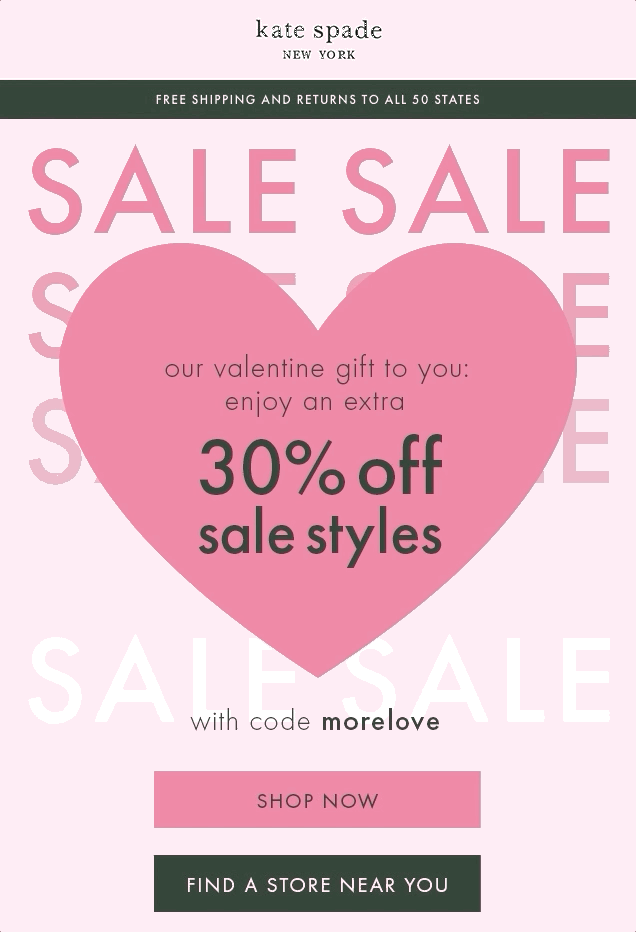 kate spade
NEW YORK
FREE SHIPPING AND RETURNS TO ALL 50 STATES
SALE SALE
our valentine gift to you:
enjoy an extra
30% off
sale styles
SALE SALE
with code morelove
SHOP NOW
FIND A STORE NEAR YOU